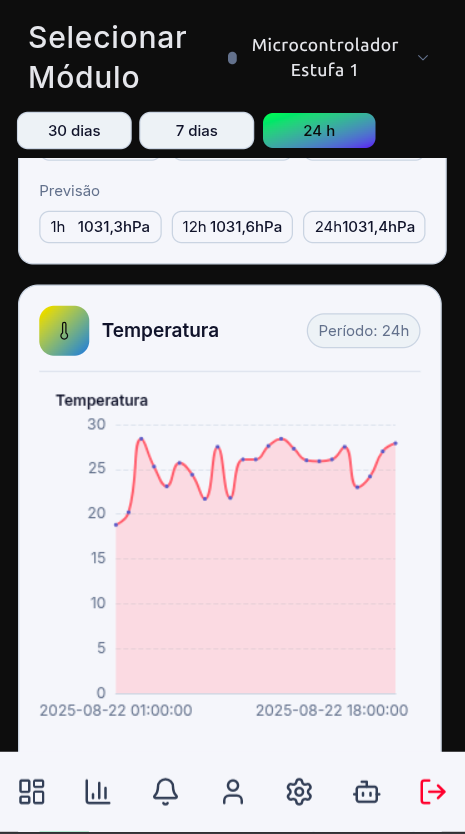 Selecionar
Módulo
Microcontrolador
Estufa 1
30 dias
7 dias
24 h
Previsão
1h 1031,3hPa
12h 1031,6hPa
24h1031,4hPa
Temperatura
Período: 24h
Temperatura
30
25
20
15
10
5
0
2025-08-22 01:00:00
2025-08-22 18:00:00